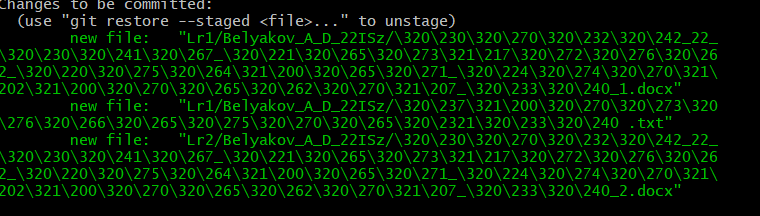 Changes to be committed:
(use "git restore --staged <file>..." to unstage)
new file:   "Lr1/Belyakov_A_D_22ISz/\320\230\320\270\320\232\320\242_22_
\320\230\320\241\320\267_\320\221\320\265\320\273\321\217\320\272\320\276\320\26
2_\320\220\320\275\320\264\321\200\320\265\320\271_\320\224\320\274\320\270\321\
202\321\200\320\270\320\265\320\262\320\270\321\207_\320\233\320\240_1.docx"
new file:   "Lr1/Belyakov_A_D_22ISz/\320\237\321\200\320\270\320\273\320
\276\320\266\320\265\320\275\320\270\320\265\320\2321\320\233\320\240 .txt"
new file:   "Lr2/Belyakov_A_D_22ISz/\320\230\320\270\320\232\320\242_22_
\320\230\320\241\320\267_\320\221\320\265\320\273\321\217\320\272\320\276\320\26
2_\320\220\320\275\320\264\321\200\320\265\320\271_\320\224\320\274\320\270\321\
202\321\200\320\270\320\265\320\262\320\270\321\207_\320\233\320\240_2.docx"